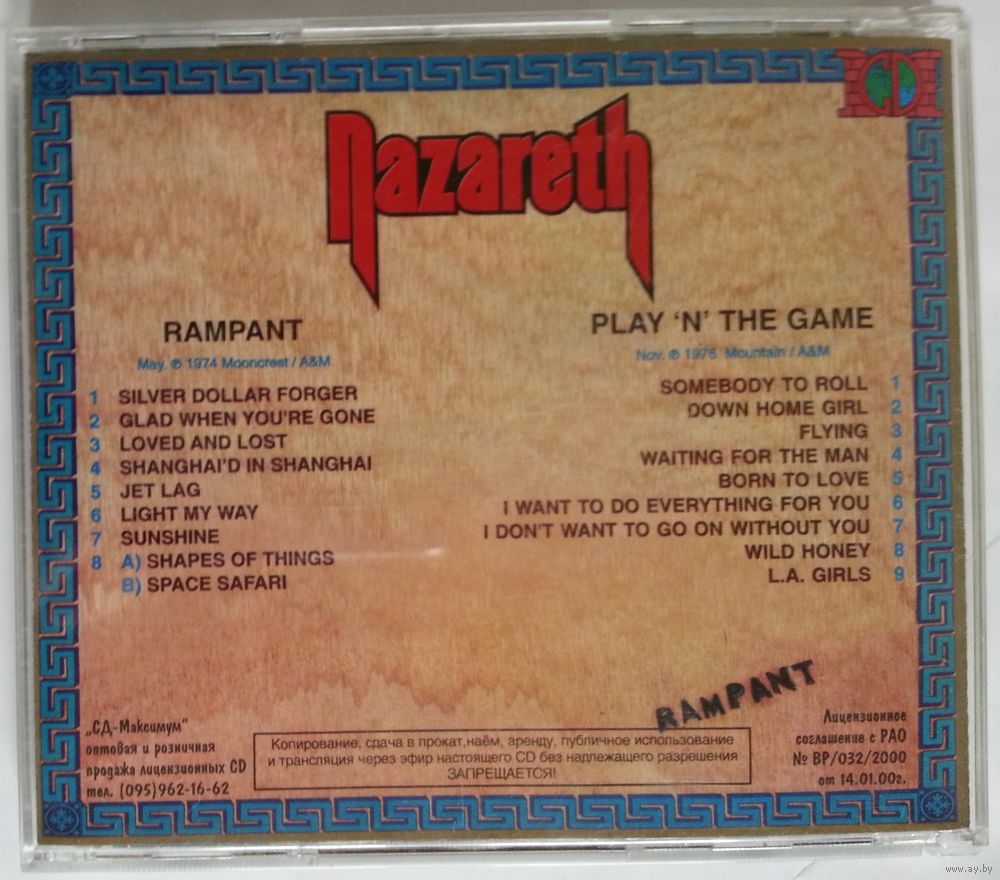 Nazareth
RAMPANT
May. ℗ 1974 Mooncrest / A&M
1 SILVER DOLLAR FORGER
2 GLAD WHEN YOU'RE GONE
3 LOVED AND LOST
4 SHANGHAI'D IN SHANGHAI
5 JET LAG
6 LIGHT MY WAY
7 SUNSHINE
8 A) SHAPES OF THINGS
B) SPACE SAFARI
PLAY 'N' THE GAME
Nov. ℗ 1976 Mountain / A&M
SOMEBODY TO ROLL 1
DOWN HOME GIRL 2
FLYING 3
WAITING FOR THE MAN 4
BORN TO LOVE 5
I WANT TO DO EVERYTHING FOR YOU 6
I DON'T WANT TO GO ON WITHOUT YOU 7
WILD HONEY 8
L.A. GIRLS 9
RAMPANT
„СД-Максимум"
оптовая и розничная
продажа лицензионных CD
тел. (095)962-16-62
Копирование, сдача в прокат,наём, аренду, публичное использование
и трансляция через эфир настоящего CD без надлежащего разрешения
ЗАПРЕЩАЕТСЯ!
Лицензионное
соглашение с РАО
№ ВР/032/2000
от 14.01.00г.
www.ay.by